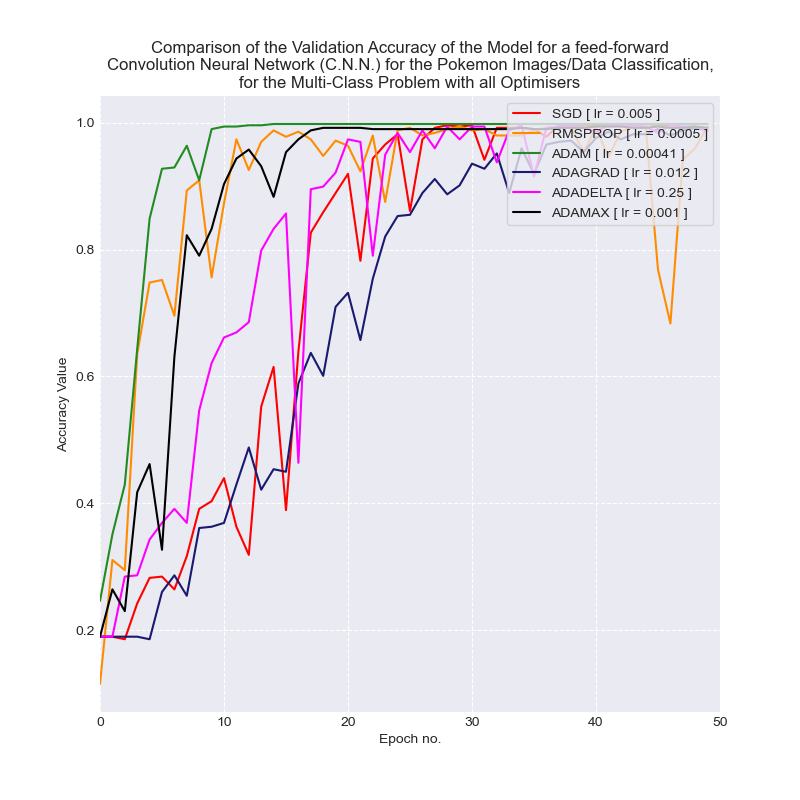 Comparison of the Validation Accuracy of the Model for a feed-forward
Convolution Neural Network (C.N.N.) for the Pokemon Images/Data Classification,
for the Multi-Class Problem with all Optimisers
SGD [ lr = 0.005 ]
RMSPROP [ lr = 0.0005 ]
ADAM [ lr = 0.00041 ]
ADAGRAD [ lr = 0.012 ]
ADADELTA [ lr = 0.25 ]
ADAMAX [ lr = 0.001 ]
1.0
0.8
0.6
0.4
0.2
Accuracy Value
0 10 20 30 40 50
Epoch no.